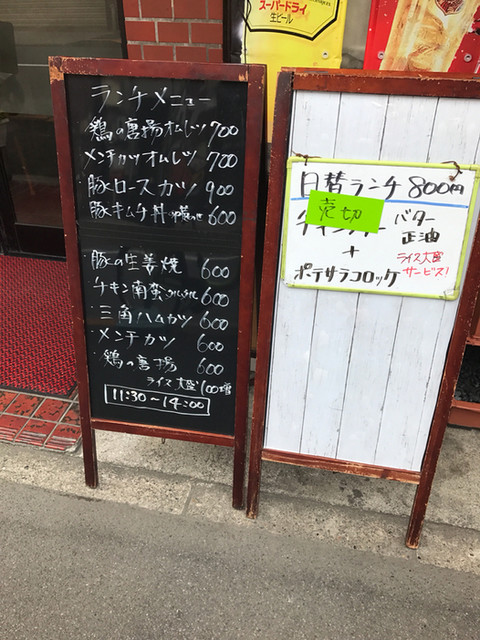 スーパードライ
生ビール
ランチメニュー
鶏の唐揚オムレツ 700
メンチカツオムレツ 700
豚ロースカツ 900
豚キムチ丼 600
豚の生姜焼 600
チキン南蛮 600
三角ハムカツ 600
メンチカツ 600
鶏の唐揚 600
ライス大盛100増
11:30～14:00
日替ランチ 800円
売切
バター
正油
+
ライス大盛
サービス!
ポテサラコロッケ